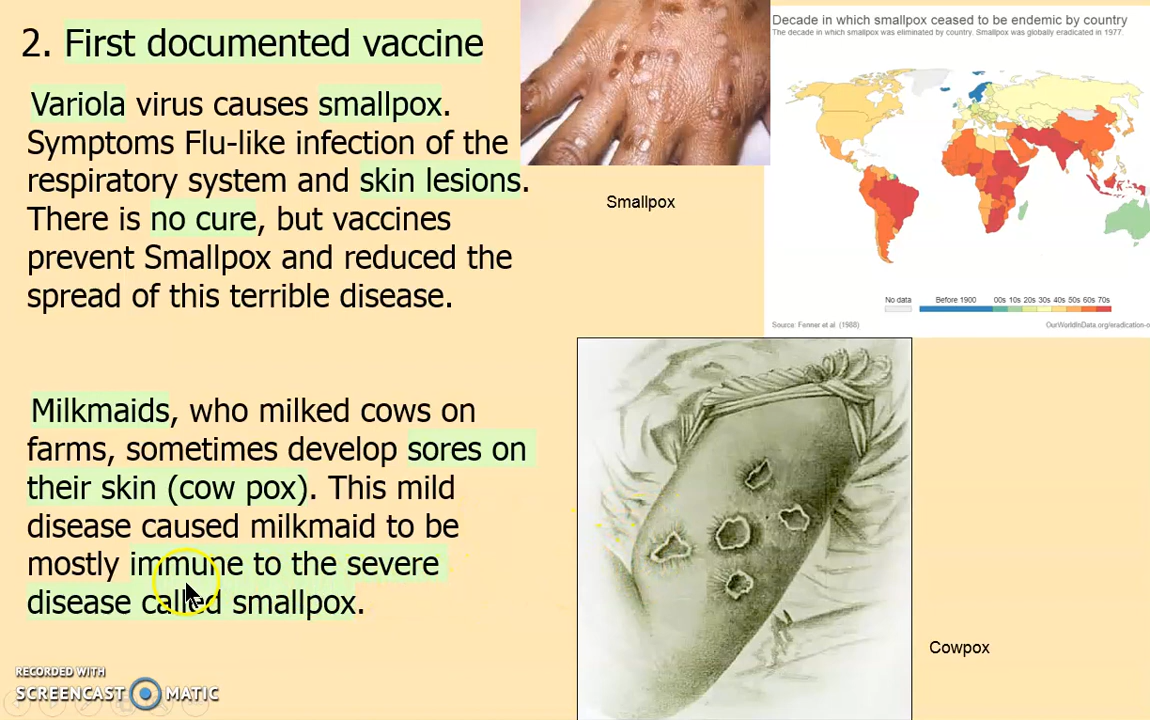 2. First documented vaccine
Variola virus causes smallpox.
Symptoms Flu-like infection of the
respiratory system and skin lesions.
There is no cure, but vaccines
prevent Smallpox and reduced the
spread of this terrible disease.
Smallpox
Decade in which smallpox ceased to be endemic by country
The decade in which smallpox was eliminated by country. Smallpox was globally eradicated in 1977.
No data
Before 1900
00s 10s 20s 30s 40s 50s 60s 70s
Source: Fenner et al. (1988)
OurWorldInData.org/eradication-o
Milkmaids, who milked cows on
farms, sometimes develop sores on
their skin (cow pox). This mild
disease caused milkmaid to be
mostly immune to the severe
disease called smallpox.
Cowpox
RECORDED WITH
SCREENCAST MATIC